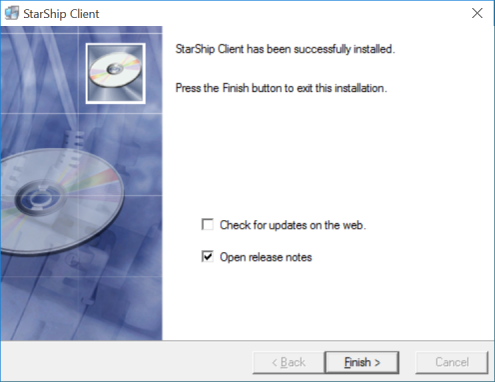 StarShip Client
StarShip Client has been successfully installed.
Press the Finish button to exit this installation.
Check for updates on the web.
Open release notes
< Back
Finish >
Cancel